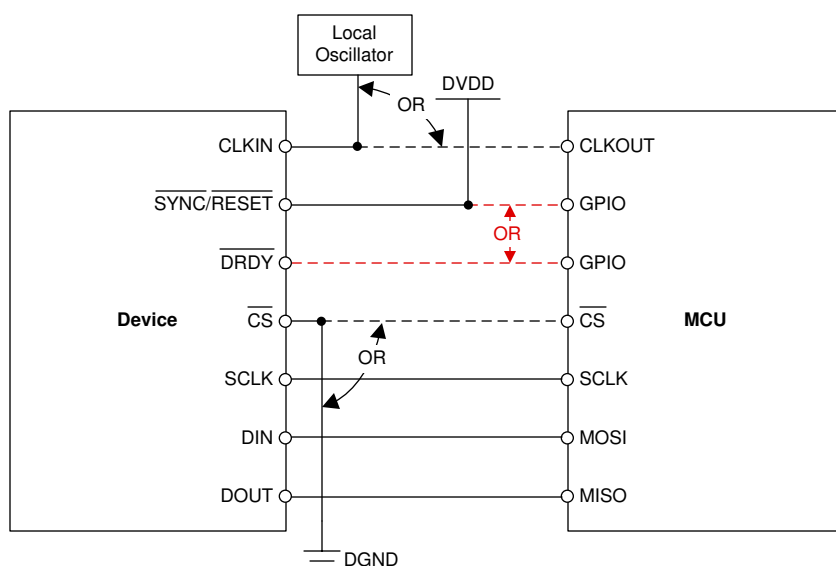 Local
Oscillator
DVDD
OR
CLKIN
CLKOUT
SYNC/RESET
GPIO
OR
DRDY
GPIO
Device
CS
CS
MCU
OR
SCLK
SCLK
DIN
MOSI
DOUT
MISO
DGND